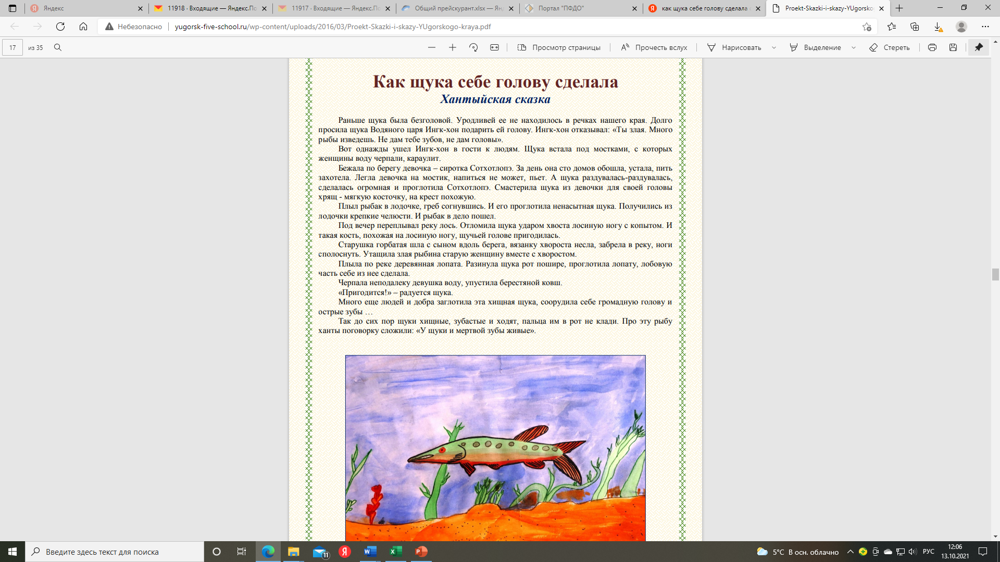 Яндекс
11918 · Входящие — Яндекс.По
11917 · Входящие — Яндекс.По
Общий прейскурант.xlsx — Ян
Портал "ПФДО"
как щука себе голову сделала
Proekt-Skazki-i-skazy-YUgorsko
Небезопасно
yugorsk-five-school.ru/wp-content/uploads/2016/03/Proekt-Skazki-i-skazy-YUgorskogo-kraya.pdf
17 из 35
Просмотр страницы
Прочесть вслух
Нарисовать
Выделение
Стереть
Как щука себе голову сделала
Хантыйская сказка
Раньше щука была безголовой. Уродливей ее не находилось в речках нашего края. Долго
просила щука Водяного царя Ингк-хон подарить ей голову. Ингк-хон отказывал: «Ты злая. Много
рыбы изведешь. Не дам тебе зубов, не дам головы».
Вот однажды ушел Ингк-хон в гости к людям. Щука встала под мостками, с которых
женщины воду черпали, караулит.
Бежала по берегу девочка – сиротка Сотхотлопэ. За день она сто домов обошла, устала, пить
захотела. Легла девочка на мостик, напиться не может, пьет. А щука раздувалась-раздувалась,
сделалась огромная и проглотила Сотхотлопэ. Смастерила щука из девочки для своей головы
хрящ - мягкую косточку, на крест похожую.
Плыл рыбак в лодочке, греб согнувшись. И его проглотила ненасытная щука. Получились из
лодочки крепкие челюсти. И рыбак в дело пошел.
Под вечер переплывал реку лось. Отломила щука ударом хвоста лосиную ногу с копытом. И
такая кость, похожая на лосиную ногу, щучьей голове пригодилась.
Старушка горбатая шла с сыном вдоль берега, вязанку хвороста несла, забрела в реку, ноги
сполоснуть. Утащила злая рыбина старую женщину вместе с хворостом.
Плыла по реке деревянная лопата. Разинула щука рот пошире, проглотила лопату, лобовую
часть себе из нее сделала.
Черпала неподалеку девушка воду, упустила берестяной ковш.
«Пригодится!» – радуется щука.
Много еще людей и добра заглотила эта хищная щука, соорудила себе громадную голову и
острые зубы …
Так до сих пор щуки хищные, зубастые и ходят, пальца им в рот не клади. Про эту рыбу
ханты поговорку сложили: «У щуки и мертвой зубы живые».
Введите здесь текст для поиска
11
5°C В осн. облачно
РУС
12:06
13.10.2021